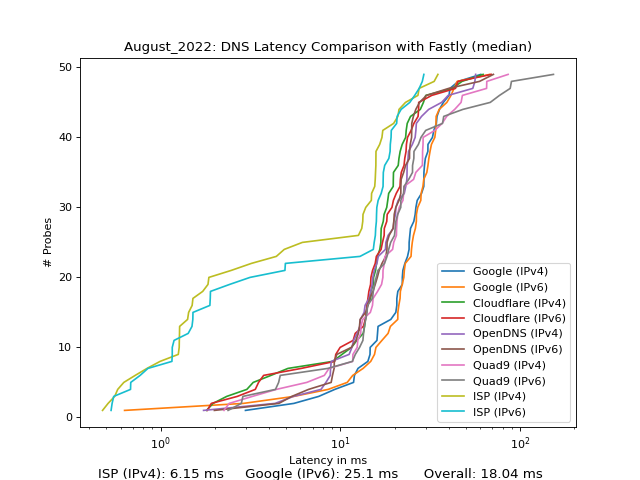 August_2022: DNS Latency Comparison with Fastly (median)
50
40
30
20
10
0
# Probes
Google (IPv4)
Google (IPv6)
Cloudflare (IPv4)
Cloudflare (IPv6)
OpenDNS (IPv4)
OpenDNS (IPv6)
Quad9 (IPv4)
Quad9 (IPv6)
ISP (IPv4)
ISP (IPv6)
10⁰ 10¹ 10²
Latency in ms
ISP (IPv4): 6.15 ms Google (IPv6): 25.1 ms Overall: 18.04 ms